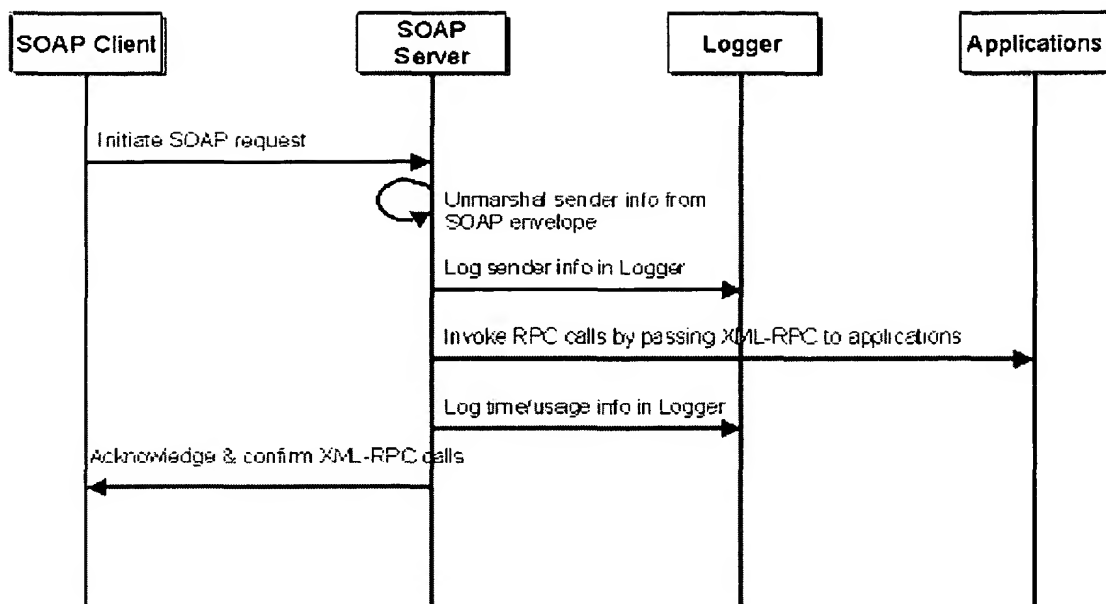 SOAP Client
SOAP
Server
Logger
Applications
Initiate SOAP request
Unmarshal sender info from
SOAP envelope
Log sender info in Logger
Invoke RPC calls by passing XML-RPC to applications
Log time/usage info in Logger
Acknowledge & confirm XML-RPC calls